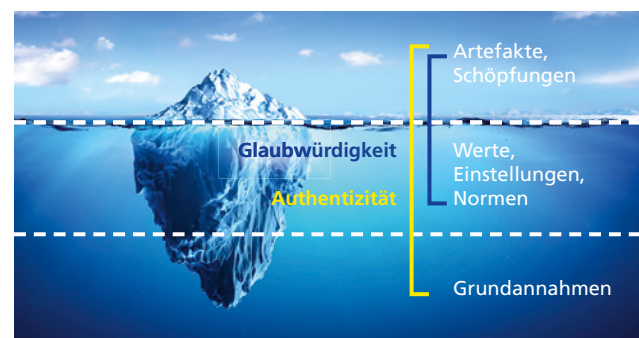 Artefakte,
Schöpfungen
Glaubwürdigkeit
Authentizität
Werte,
Einstellungen,
Normen
Grundannahmen